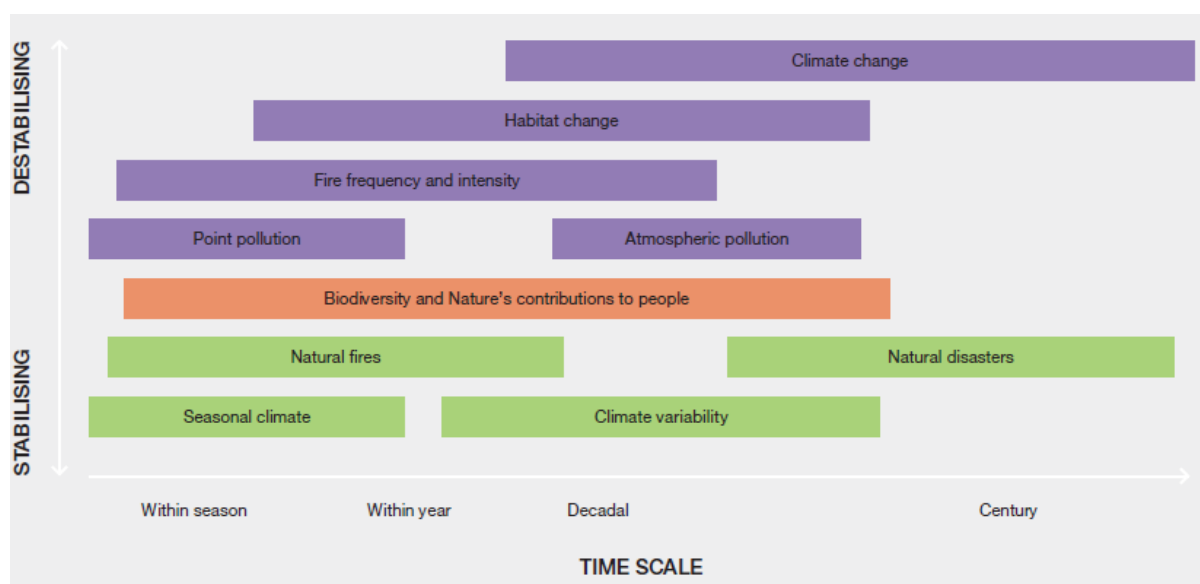 DESTABILISING
Climate change
Habitat change
Fire frequency and intensity
Point pollution
Atmospheric pollution
Biodiversity and Nature's contributions to people
STABILISING
Natural fires
Natural disasters
Seasonal climate
Climate variability
Within season
Within year
Decadal
Century
TIME SCALE